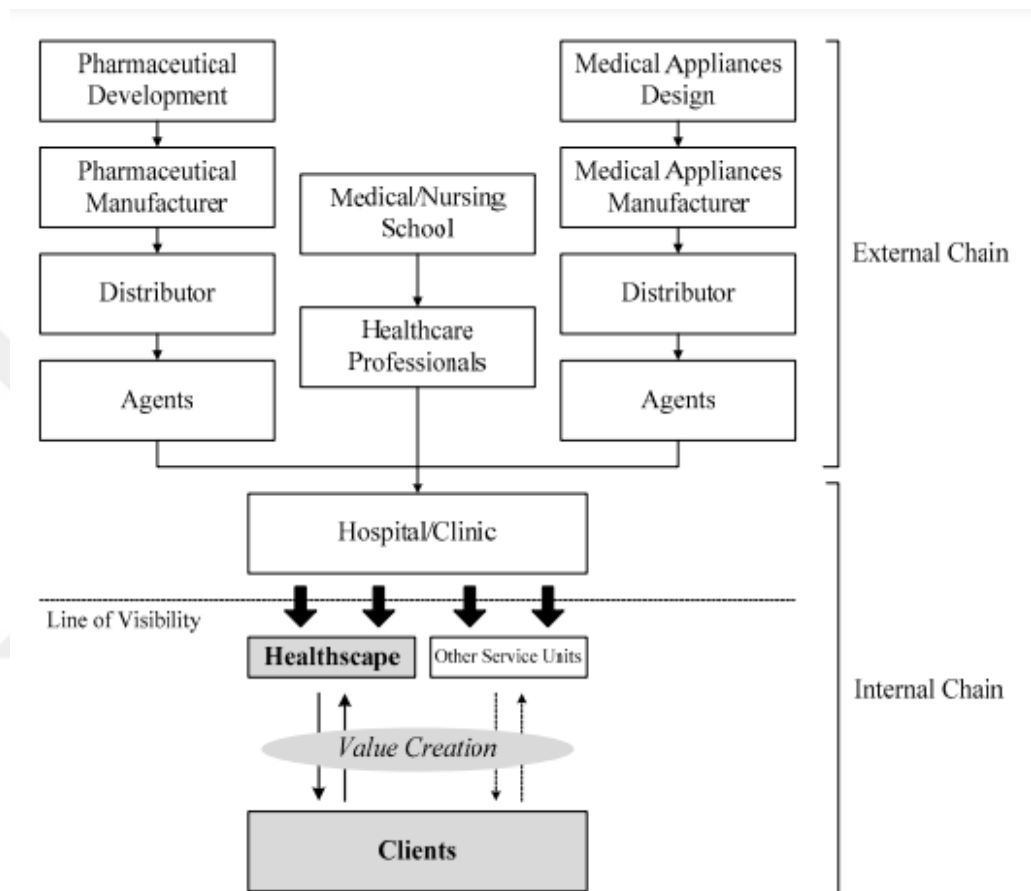 Pharmaceutical
Development
Medical Appliances
Design
Pharmaceutical
Manufacturer
Medical/Nursing
School
Medical Appliances
Manufacturer
External Chain
Distributor
Healthcare
Professionals
Distributor
Agents
Agents
Hospital/Clinic
Line of Visibility
Healthscape
Other Service Units
Internal Chain
Value Creation
Clients